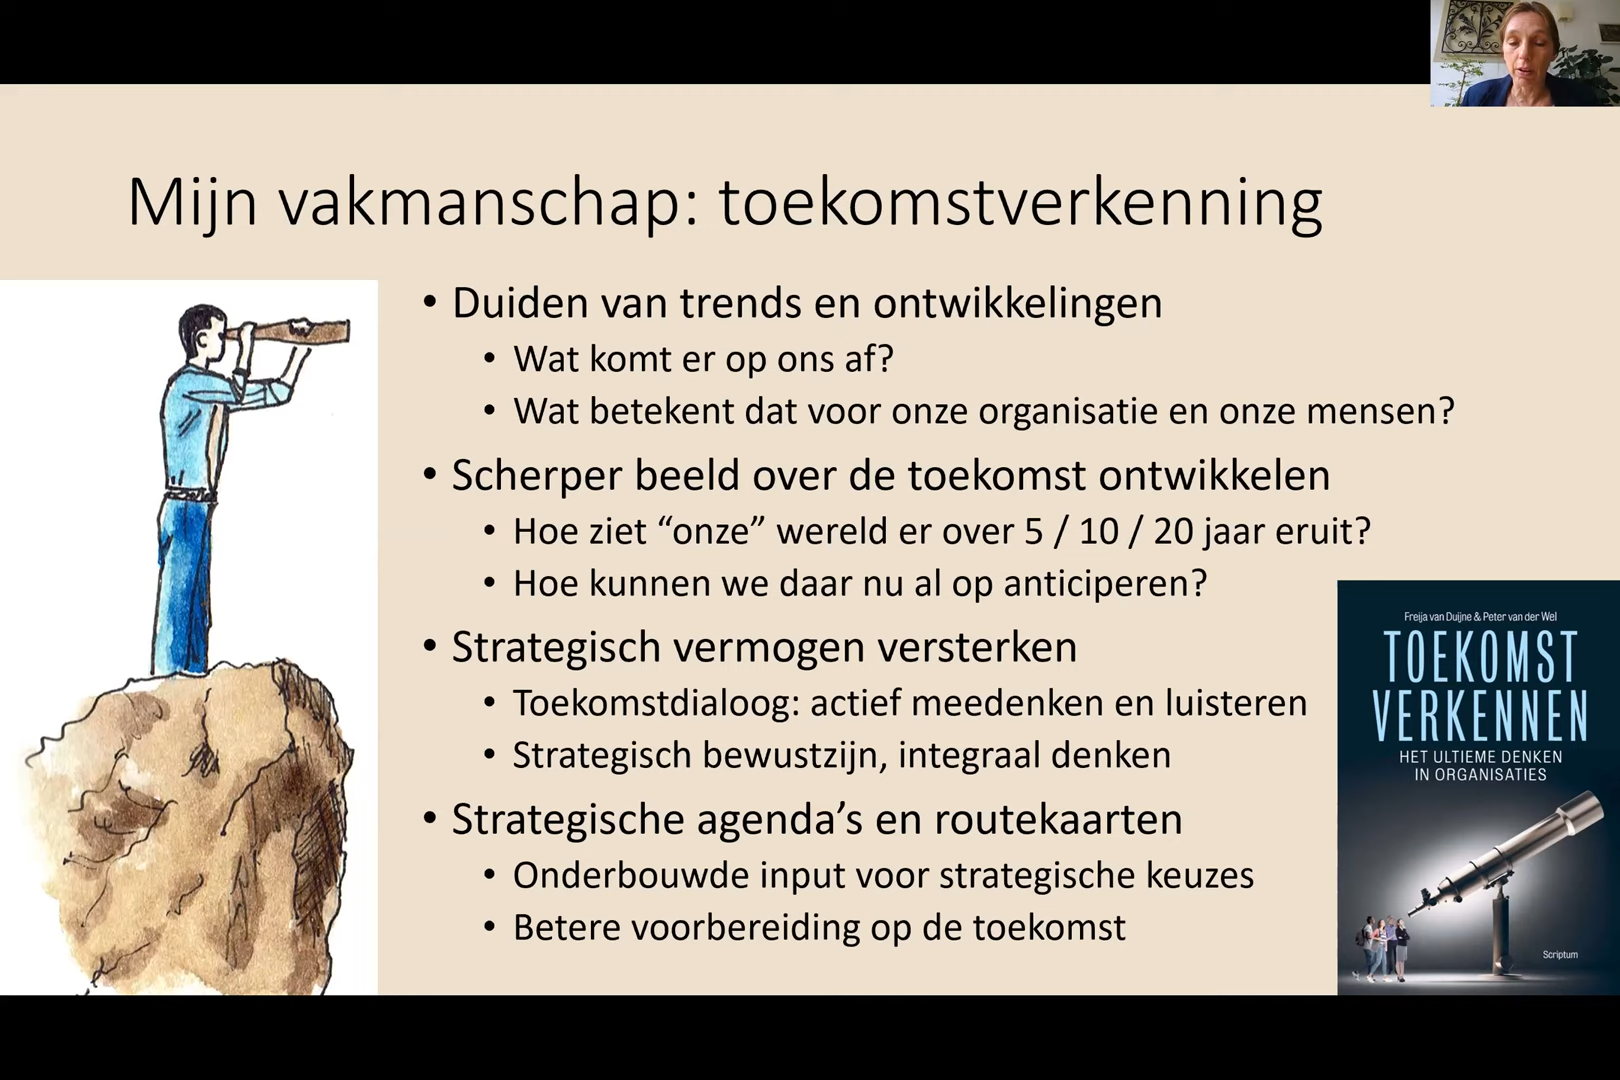 Mijn vakmanschap: toekomstverkenning
• Duiden van trends en ontwikkelingen
• Wat komt er op ons af?
• Wat betekent dat voor onze organisatie en onze mensen?
• Scherper beeld over de toekomst ontwikkelen
• Hoe ziet “onze” wereld er over 5 / 10 / 20 jaar eruit?
• Hoe kunnen we daar nu al op anticiperen?
• Strategisch vermogen versterken
• Toekomstdialoog: actief meedenken en luisteren
• Strategisch bewustzijn, integraal denken
• Strategische agenda’s en routekaarten
• Onderbouwde input voor strategische keuzes
• Betere voorbereiding op de toekomst
Freija van Duijne & Peter van der Wel
TOEKOMST
VERKENNEN
HET ULTIEME DENKEN
IN ORGANISATIES
Scriptum